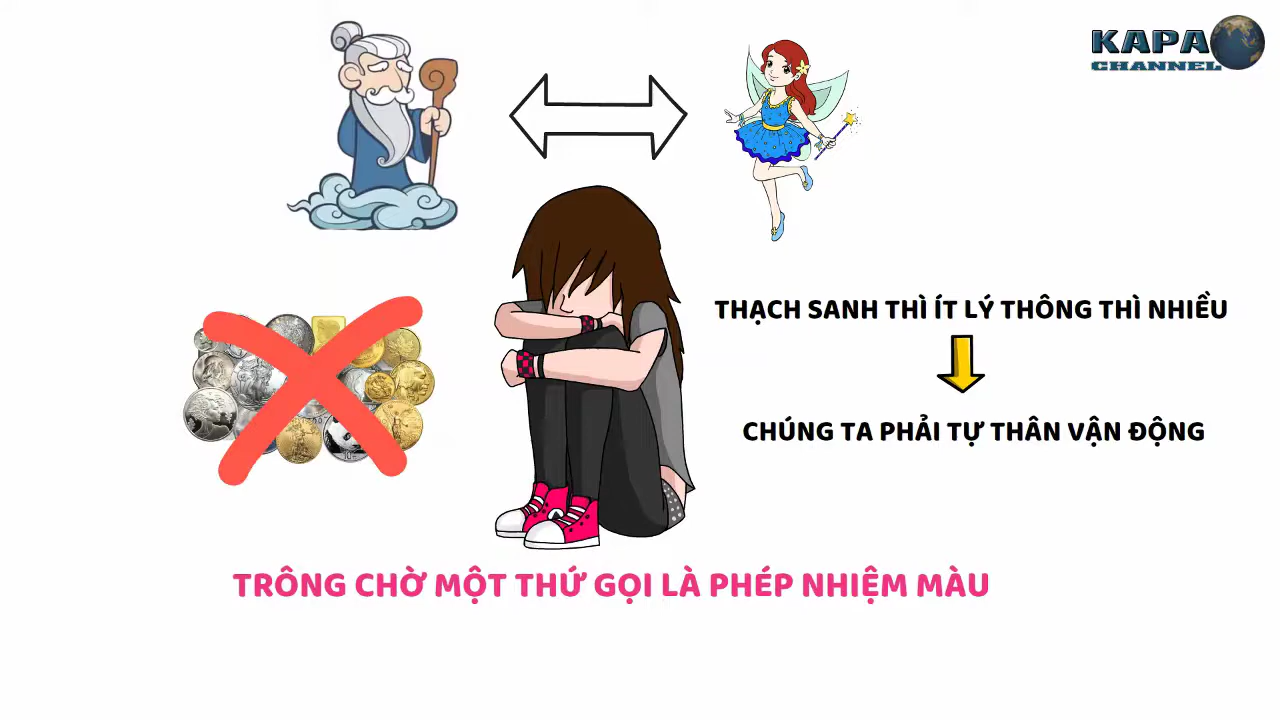 KAPA
CHANNEL
THẠCH SANH THÌ ÍT LÝ THÔNG THÌ NHIỀU
CHÚNG TA PHẢI TỰ THÂN VẬN ĐỘNG
TRÔNG CHỜ MỘT THỨ GỌI LÀ PHÉP NHIỆM MÀU